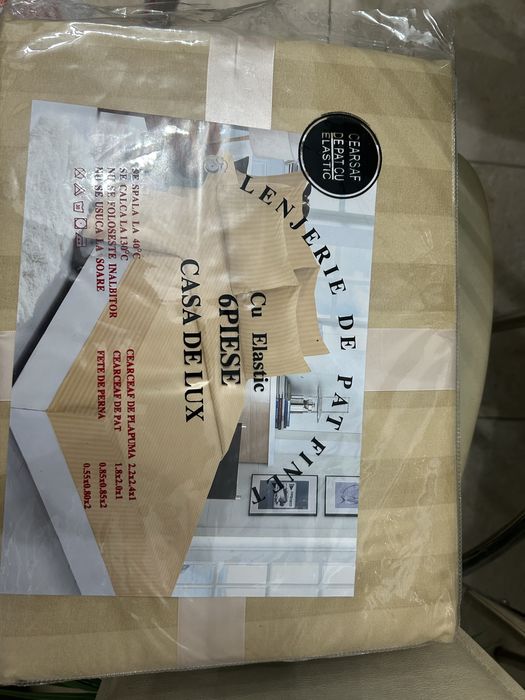 CEARSAF
DE PAT CU
ELASTIC
LENJERIE DE PAT FINET
Cu Elastic
6PIESE
CASA DE LUX
SE SPALA LA 40°C
SE CALCA LA 130°C
NU SE FOLOSESTE INALBITOR
NU SE USUCA LA SOARE
CEARCEAF DE PLAPUMA 2.2x2.4x1
CEARCEAF DE PAT 1.8x2.0x1
FETE DE PERNA 0.85x0.85x2
0.55x0.80x2